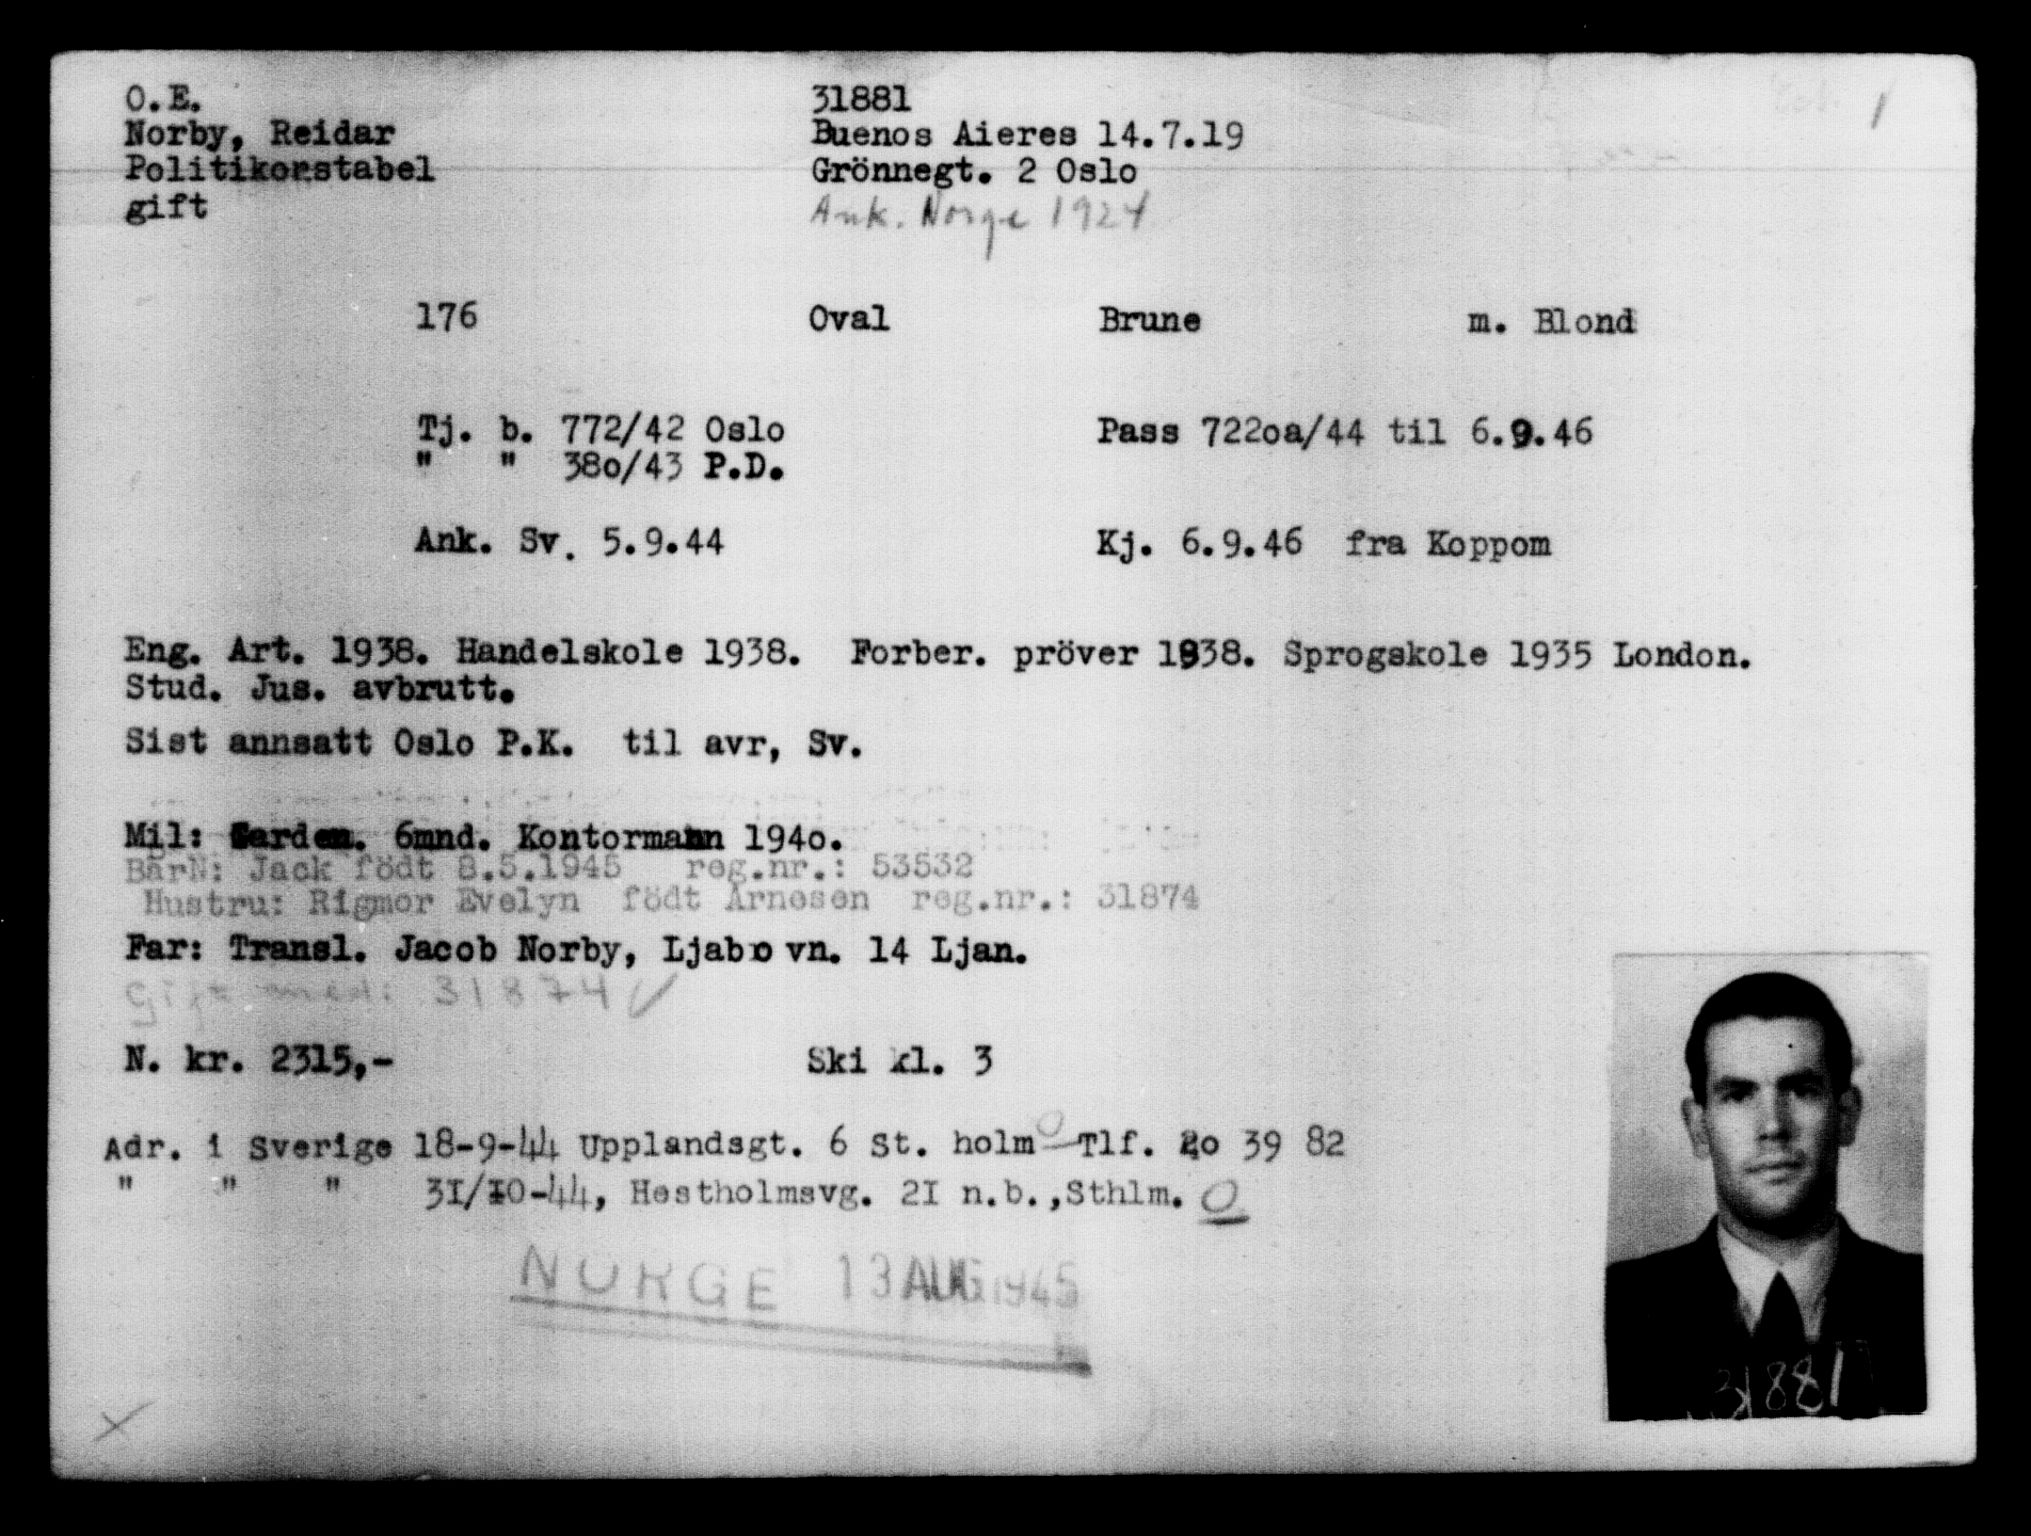 O.E. 31881
Norby, Reidar Buenos Aieres 14.7.19
Politikonstabel Grönnegt. 2 Oslo
gift Ank. Norge 1924
1
176 Oval Brune m. Blond
Tj. b. 772/42 Oslo Pass 722oa/44 til 6.9.46
" " 38o/43 P.D.
Ank. Sv. 5.9.44 Kj. 6.9.46 fra Koppom
Eng. Art. 1938. Handelskole 1938. Forber. pröver 1938. Sprogskole 1935 London.
Stud. Jus. avbrutt.
Sist annsatt Oslo P.K. til avr, Sv.
Mil: Garden. 6mnd. Kontormann 194o.
BarN: Jack födt 8.5.1945 reg.nr.: 53532
Hustru: Rigmor Evelyn födt Arnesen reg.nr.: 31874
Far: Transl. Jacob Norby, Ljabrovn. 14 Ljan.
Gift med: 31874
N. kr. 2315,- Ski kl. 3
Adr. i Sverige 18-9-44 Upplandsgt. 6 St. holm Tlf. 2o 39 82
" " " 3I/I0-44, Hestholmsvg. 2I n.b.,Sthlm.
NORGE 13 AUG 1945
31881